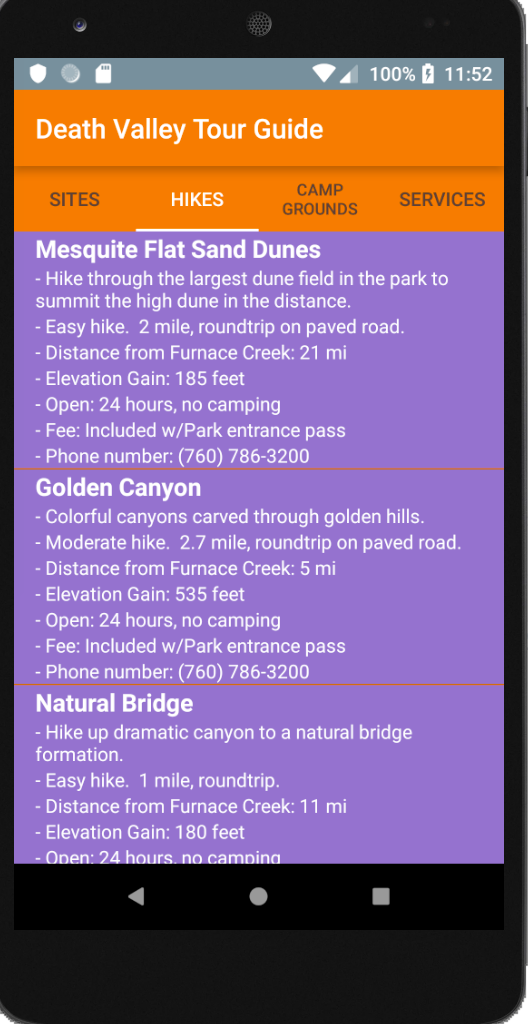 100% 11:52
Death Valley Tour Guide
SITES HIKES CAMP GROUNDS SERVICES
Mesquite Flat Sand Dunes
- Hike through the largest dune field in the park to
summit the high dune in the distance.
- Easy hike.  2 mile, roundtrip on paved road.
- Distance from Furnace Creek: 21 mi
- Elevation Gain: 185 feet
- Open: 24 hours, no camping
- Fee: Included w/Park entrance pass
- Phone number: (760) 786-3200
Golden Canyon
- Colorful canyons carved through golden hills.
- Moderate hike.  2.7 mile, roundtrip on paved road.
- Distance from Furnace Creek: 5 mi
- Elevation Gain: 535 feet
- Open: 24 hours, no camping
- Fee: Included w/Park entrance pass
- Phone number: (760) 786-3200
Natural Bridge
- Hike up dramatic canyon to a natural bridge
formation.
- Easy hike.  1 mile, roundtrip.
- Distance from Furnace Creek: 11 mi
- Elevation Gain: 180 feet
- Open: 24 hours, no camping